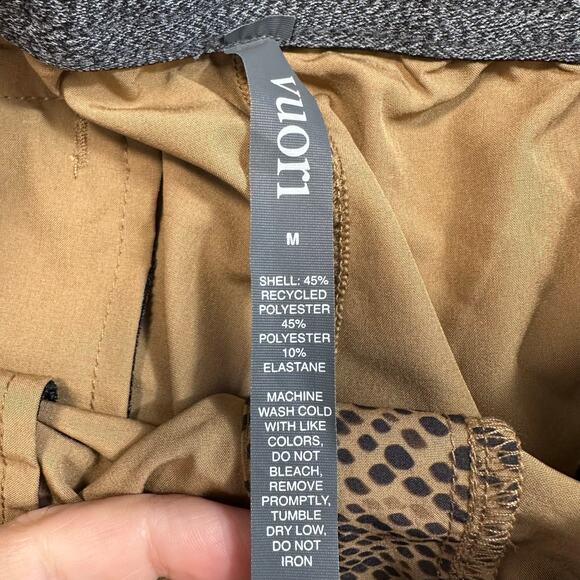 vuori
M
SHELL: 45%
RECYCLED
POLYESTER
45%
POLYESTER
10%
ELASTANE
MACHINE
WASH COLD
WITH LIKE
COLORS,
DO NOT
BLEACH,
REMOVE
PROMPTLY,
TUMBLE
DRY LOW,
DO NOT
IRON